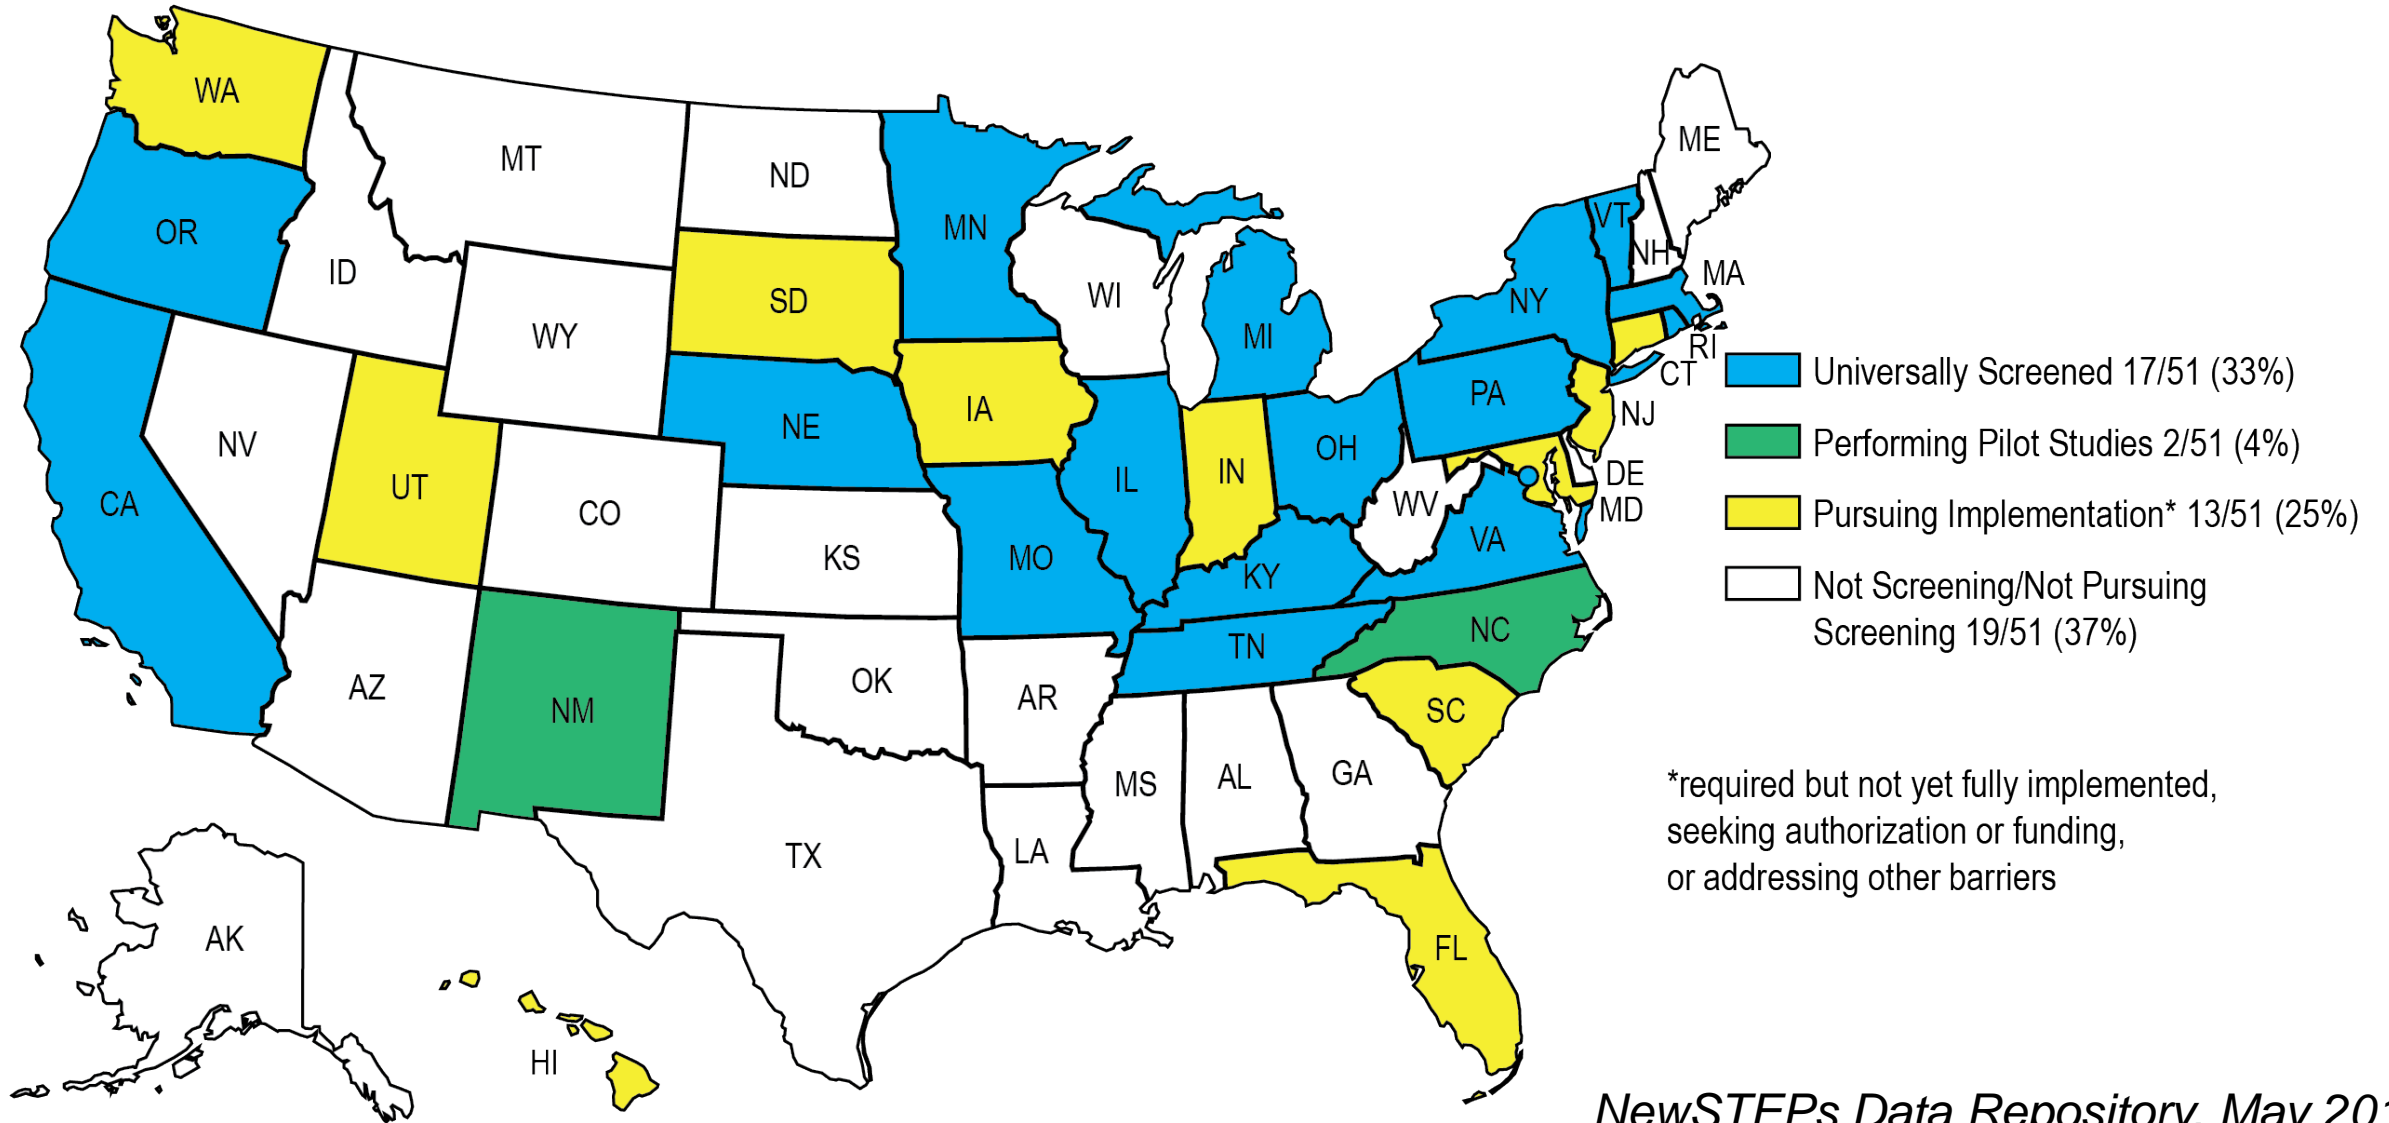 WA
MT
ND
MN
ME
OR
ID
WY
SD
WI
MI
NY
VT
NH
MA
RI
CT
NV
UT
CA
CO
NE
IA
IL
IN
OH
PA
NJ
DE
MD
WV
VA
KS
MO
KY
NC
TN
AZ
NM
OK
AR
SC
MS
AL
GA
TX
LA
FL
AK
HI
Universally Screened 17/51 (33%)
Performing Pilot Studies 2/51 (4%)
Pursuing Implementation* 13/51 (25%)
Not Screening/Not Pursuing
Screening 19/51 (37%)
*required but not yet fully implemented,
seeking authorization or funding,
or addressing other barriers
NewSTEPs Data Repository, May